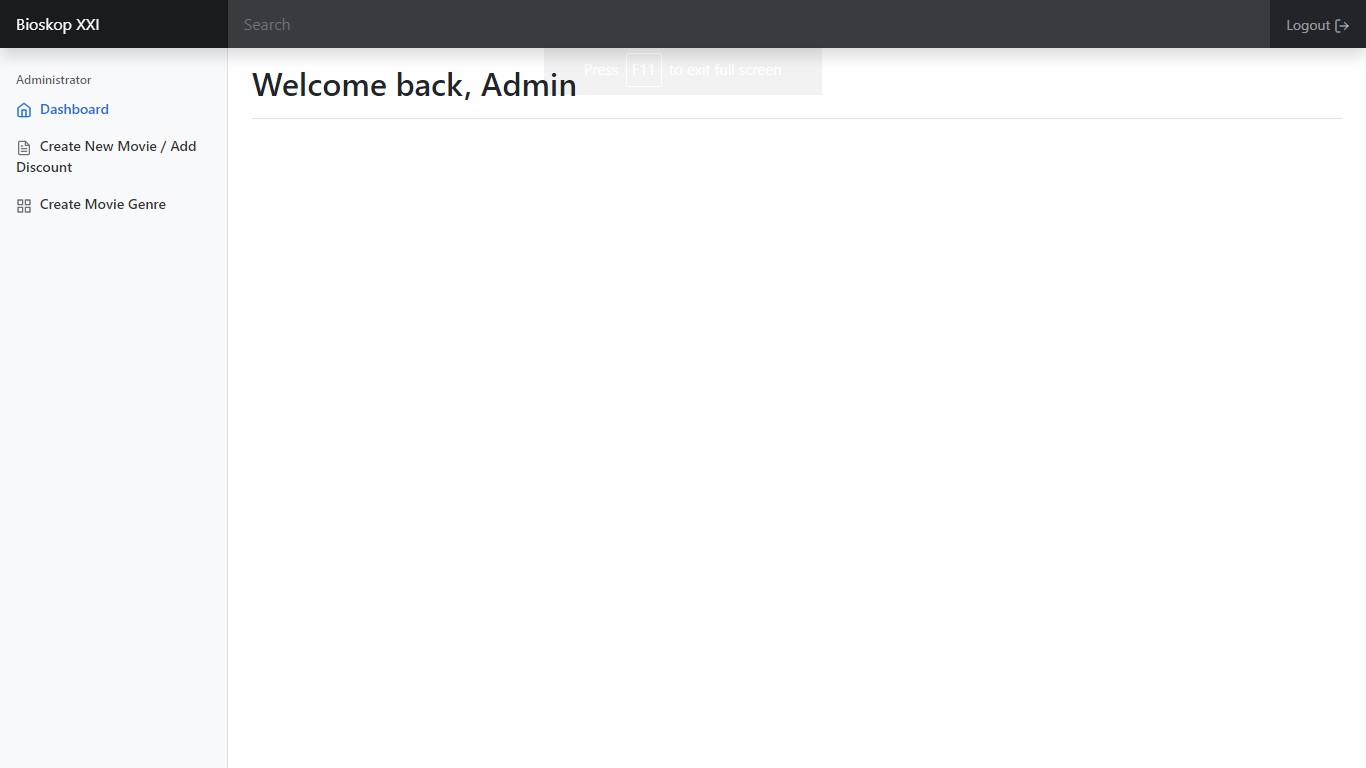 Bioskop XXI
Search
Logout
Press F11 to exit full screen
Administrator
Welcome back, Admin
Dashboard
Create New Movie / Add
Discount
Create Movie Genre